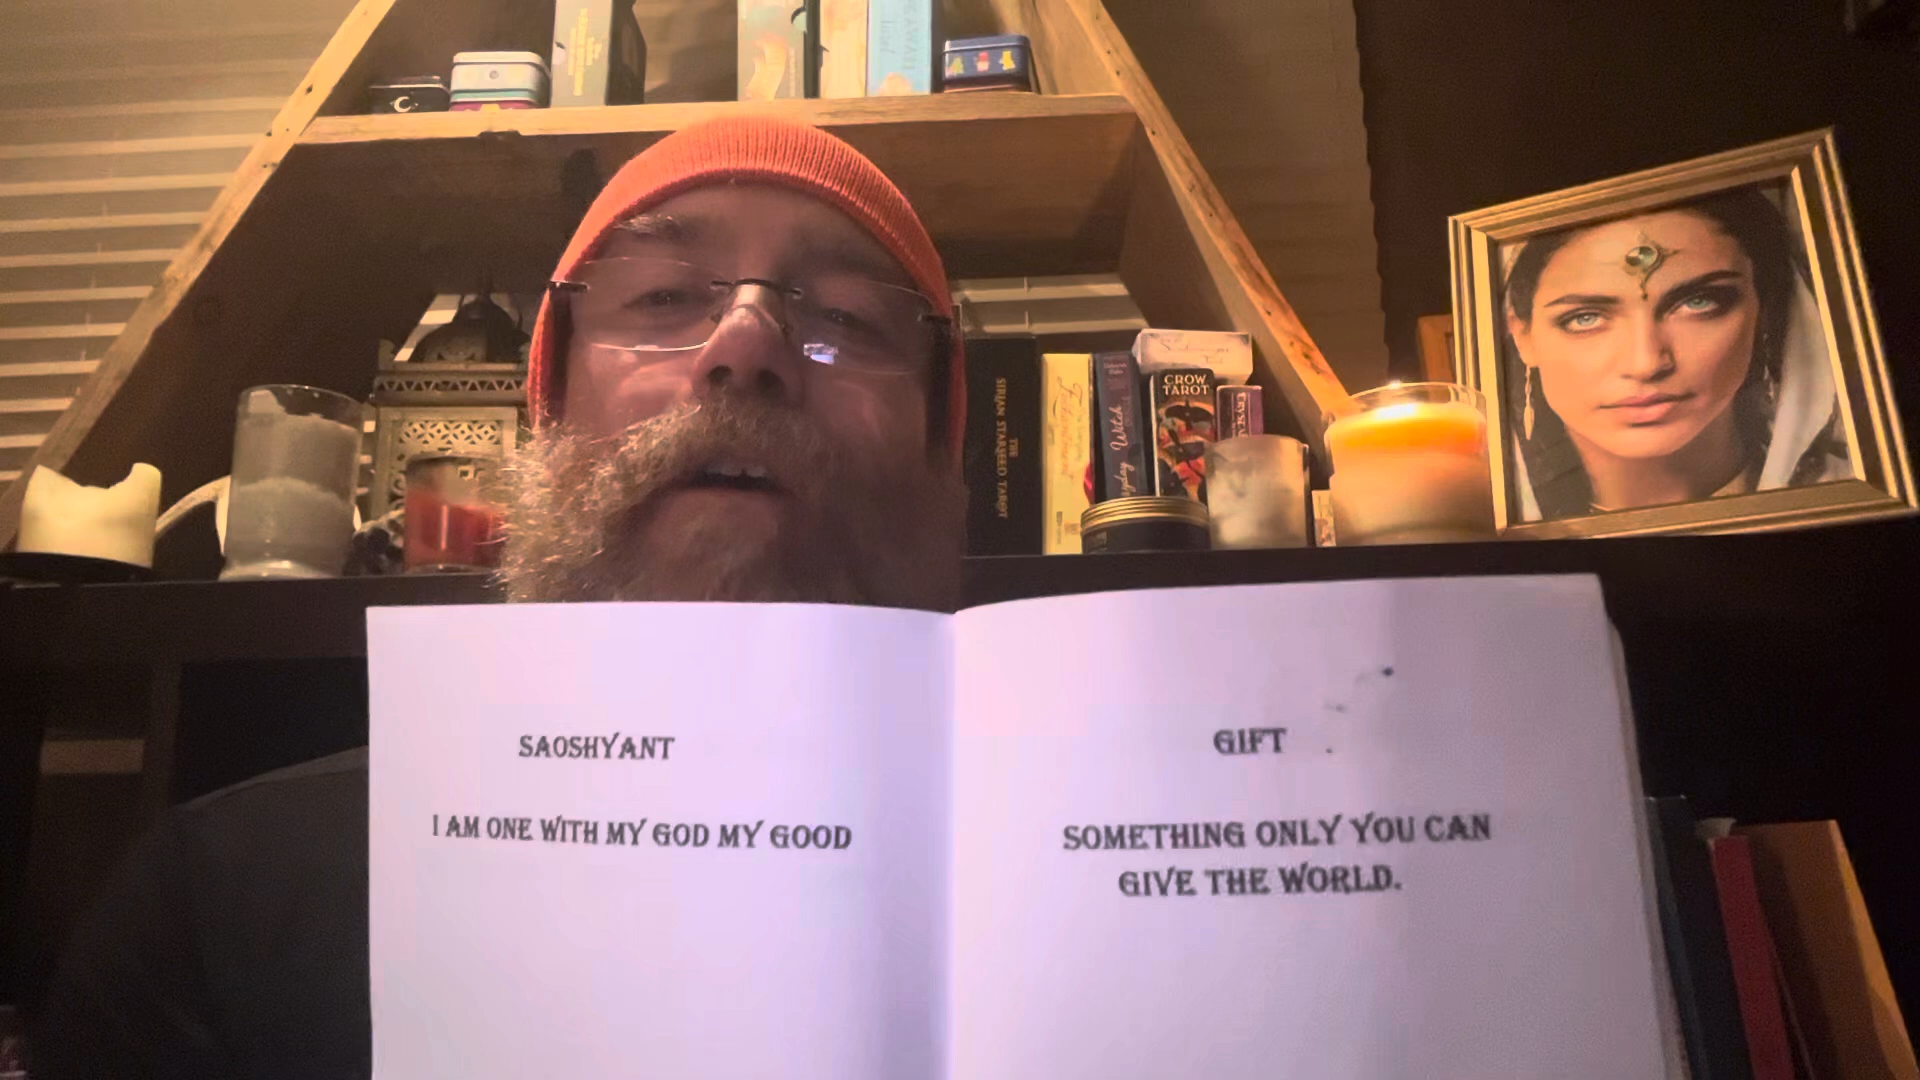 THE
SIRIAN STARSEED TAROT
Witch
CROW
TAROT
SAOSHYANT
I AM ONE WITH MY GOD MY GOOD
GIFT
SOMETHING ONLY YOU CAN
GIVE THE WORLD.